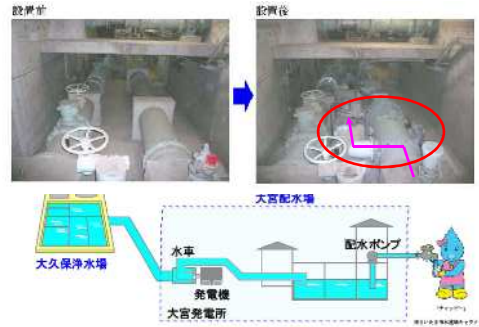 設置前
設置後
大宮配水場
大久保浄水場
水車
発電機
大宮発電所
配水ポンプ